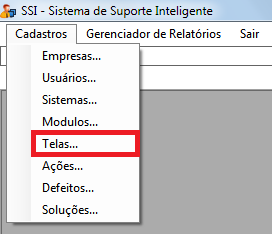 SSI - Sistema de Suporte Inteligente
Cadastros Gerenciador de Relatórios Sair
Empresas...
Usuários...
Sistemas...
Modulos...
Telas...
Ações...
Defeitos...
Soluções...